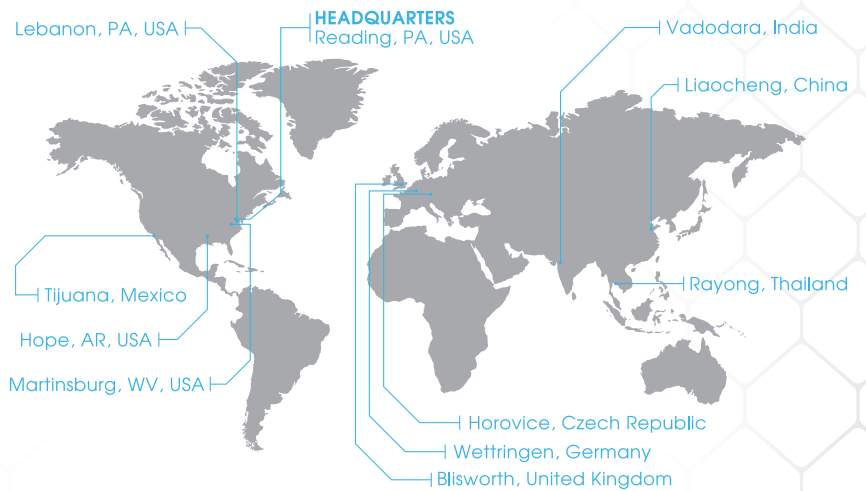 Lebanon, PA, USA
HEADQUARTERS
Reading, PA, USA
Vadodara, India
Liaocheng, China
Tijuana, Mexico
Rayong, Thailand
Hope, AR, USA
Martinsburg, WV, USA
Horovice, Czech Republic
Wettringen, Germany
Blisworth, United Kingdom